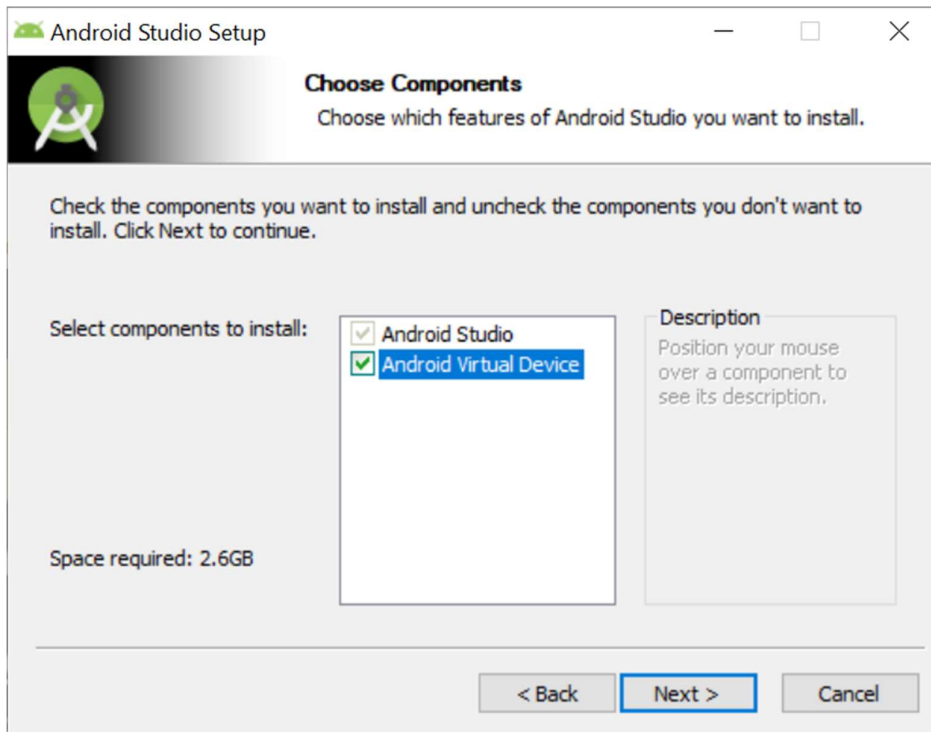 Android Studio Setup
Choose Components
Choose which features of Android Studio you want to install.
Check the components you want to install and uncheck the components you don't want to
install. Click Next to continue.
Select components to install:
Android Studio
Android Virtual Device
Description
Position your mouse
over a component to
see its description.
Space required: 2.6GB
< Back
Next >
Cancel